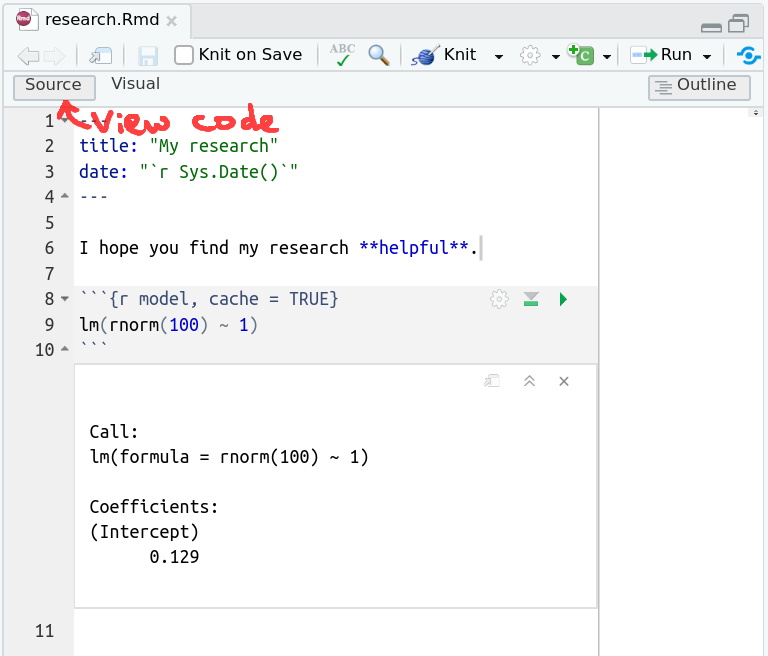 research.Rmd
Knit on Save ABC Knit C Run
Source Visual Outline
View code
1 ---
2 title: "My research"
3 date: "`r Sys.Date()`"
4 ---
5
6 I hope you find my research **helpful**.
7
8 ```{r model, cache = TRUE}
9 lm(rnorm(100) ~ 1)
10 ```
Call:
lm(formula = rnorm(100) ~ 1)
Coefficients:
(Intercept)
0.129
11